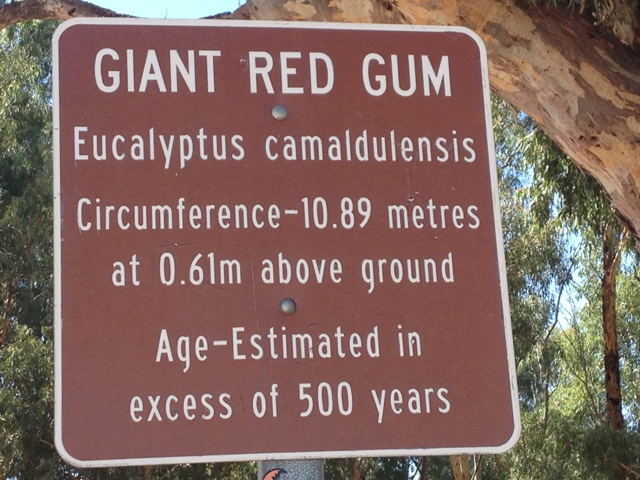 GIANT RED GUM
Eucalyptus camaldulensis
Circumference-10.89 metres
at 0.61m above ground
Age-Estimated in
excess of 500 years